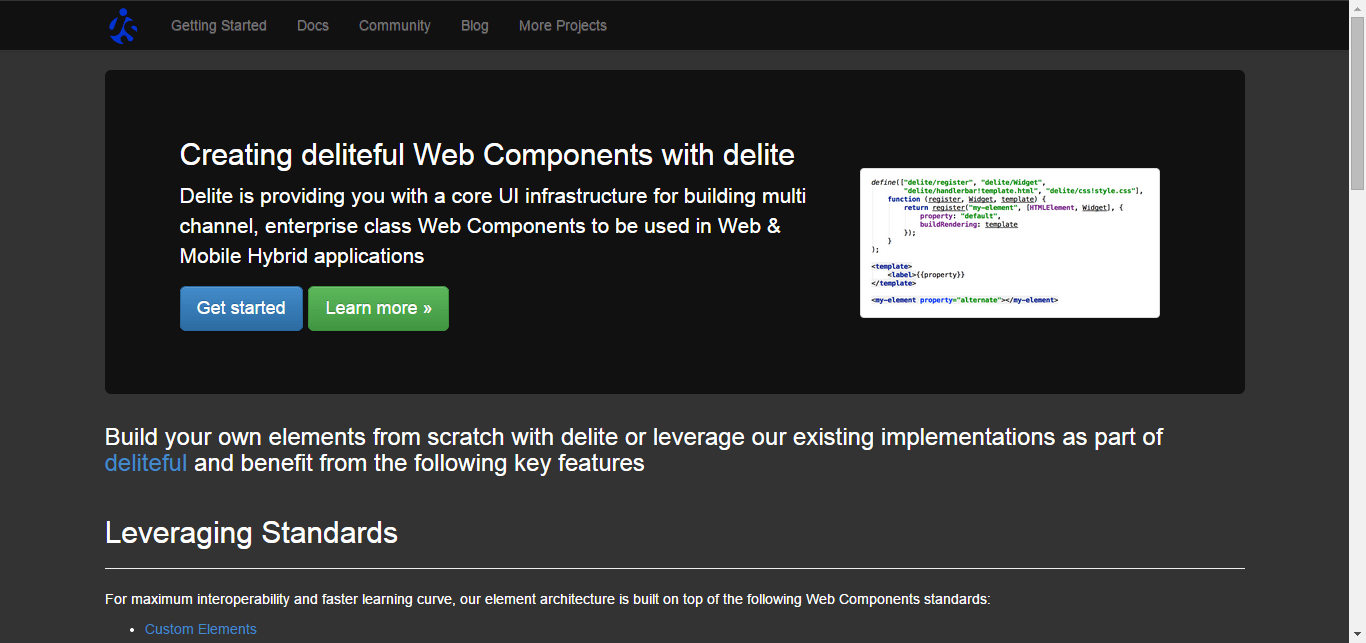 Getting Started Docs Community Blog More Projects
Creating deliteful Web Components with delite
Delite is providing you with a core UI infrastructure for building multi
channel, enterprise class Web Components to be used in Web &
Mobile Hybrid applications
Get started Learn more »
define(["delite/register", "delite/Widget",
"delite/handlerbar!template.html", "delite/css!style.css"],
function (register, Widget, template) {
return register("my-element", [HTMLElement, Widget], {
property: "default",
buildRendering: template
});
}
);
<template>
<label>{{property}}
</template>
<my-element property="alternate"></my-element>
Build your own elements from scratch with delite or leverage our existing implementations as part of
deliteful and benefit from the following key features
Leveraging Standards
For maximum interoperability and faster learning curve, our element architecture is built on top of the following Web Components standards:
• Custom Elements